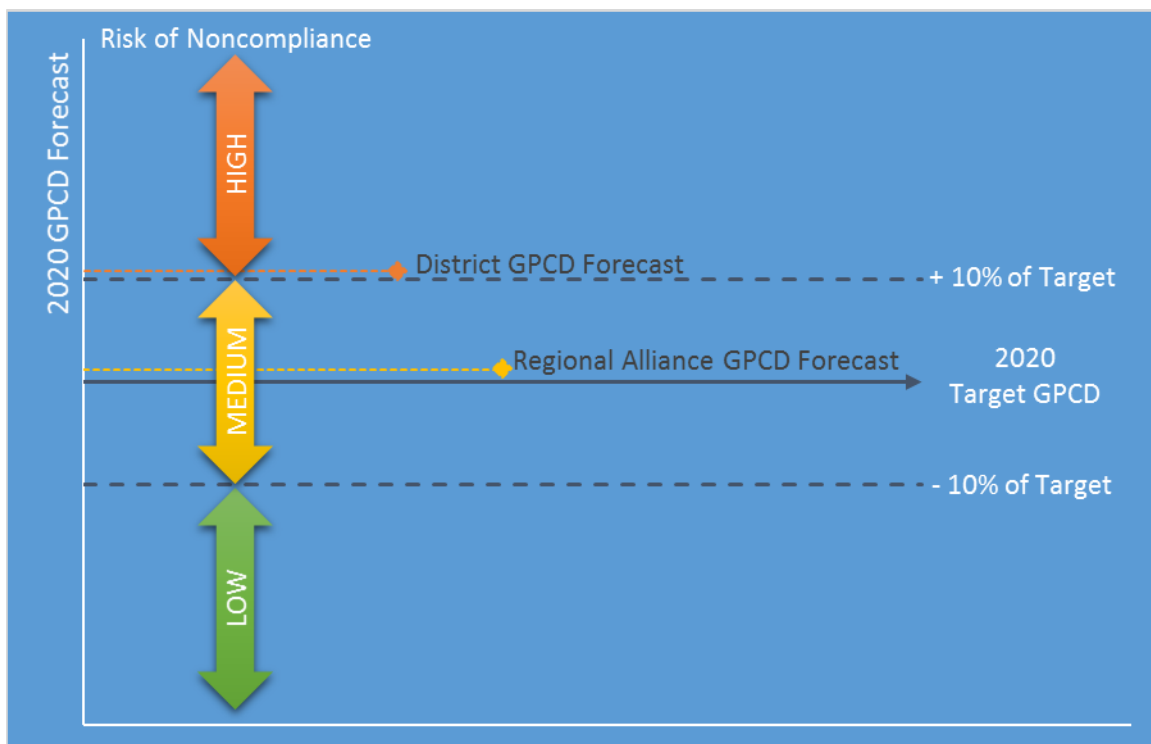 Risk of Noncompliance
2020 GPCD Forecast
HIGH
District GPCD Forecast
+ 10% of Target
MEDIUM
Regional Alliance GPCD Forecast
2020
Target GPCD
- 10% of Target
LOW